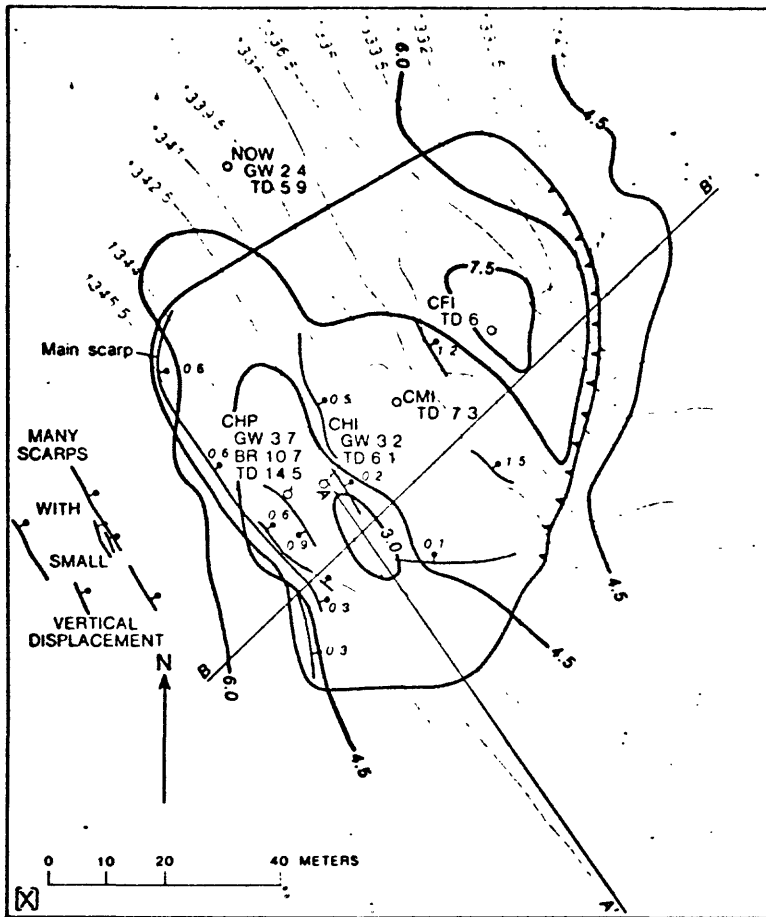 6.0
4.5
NOW
GW 2.4
TD 5.9
B'
7.5
CFI
TD 6
Main scarp
0.6
1.2
0.5
CMI
TD 7.3
CHP
GW 3.7
BR 10.7
TD 14.5
CHI
GW 3.2
TD 6.1
0.6
0.2
1.5
MANY
SCARPS
WITH
SMALL
VERTICAL
DISPLACEMENT
A
0.6
0.9
3.0
0.1
0.3
0.3
4.5
4.5
B
6.0
4.5
N
0 10 20 40 METERS
A'
[X]